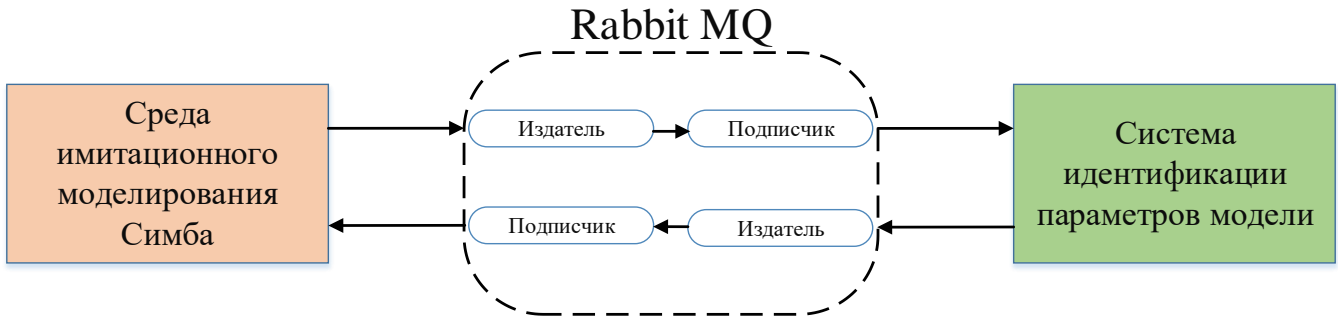 Rabbit MQ
Среда
имитационного
моделирования
Симба
Издатель
Подписчик
Подписчик
Издатель
Система
идентификации
параметров модели